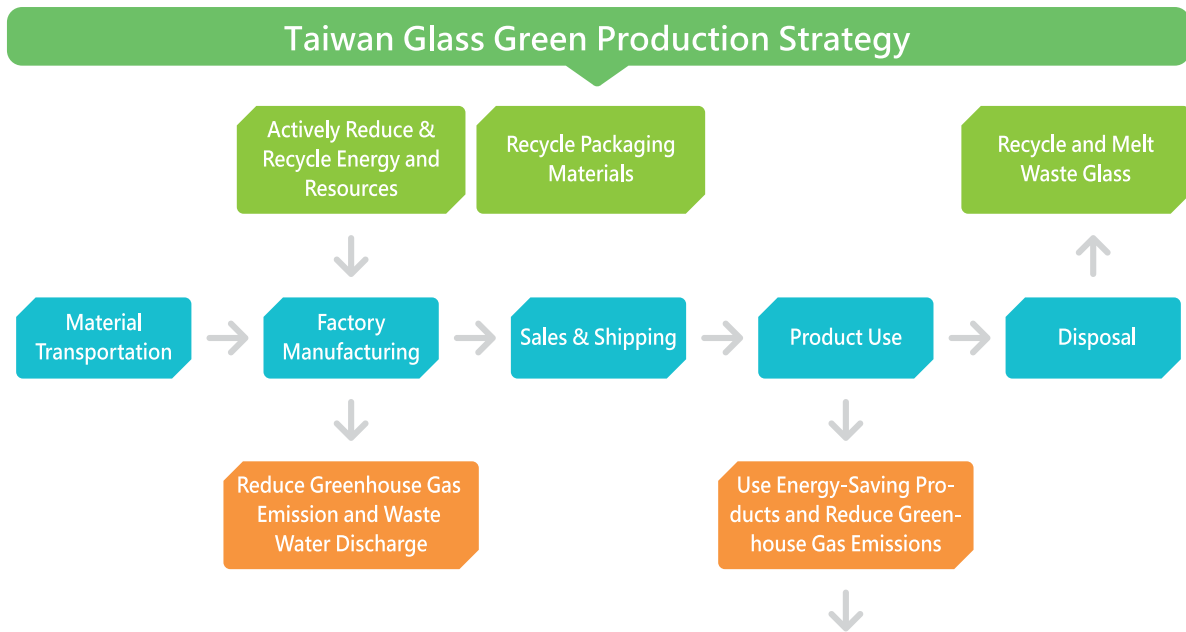 Taiwan Glass Green Production Strategy
Actively Reduce &
Recycle Energy and
Resources
Recycle Packaging
Materials
Recycle and Melt
Waste Glass
Material
Transportation
Factory
Manufacturing
Sales & Shipping
Product Use
Disposal
Reduce Greenhouse Gas
Emission and Waste
Water Discharge
Use Energy-Saving Pro-
ducts and Reduce Green-
house Gas Emissions